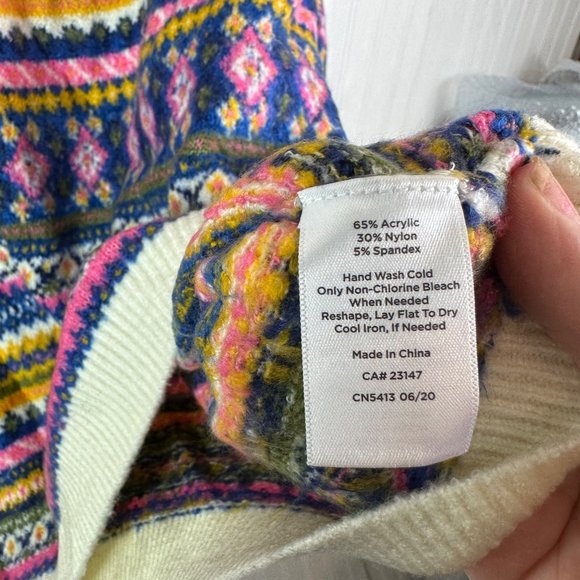 65% Acrylic
30% Nylon
5% Spandex
Hand Wash Cold
Only Non-Chlorine Bleach
When Needed
Reshape, Lay Flat To Dry
Cool Iron, If Needed
Made In China
CA# 23147
CN5413 06/20